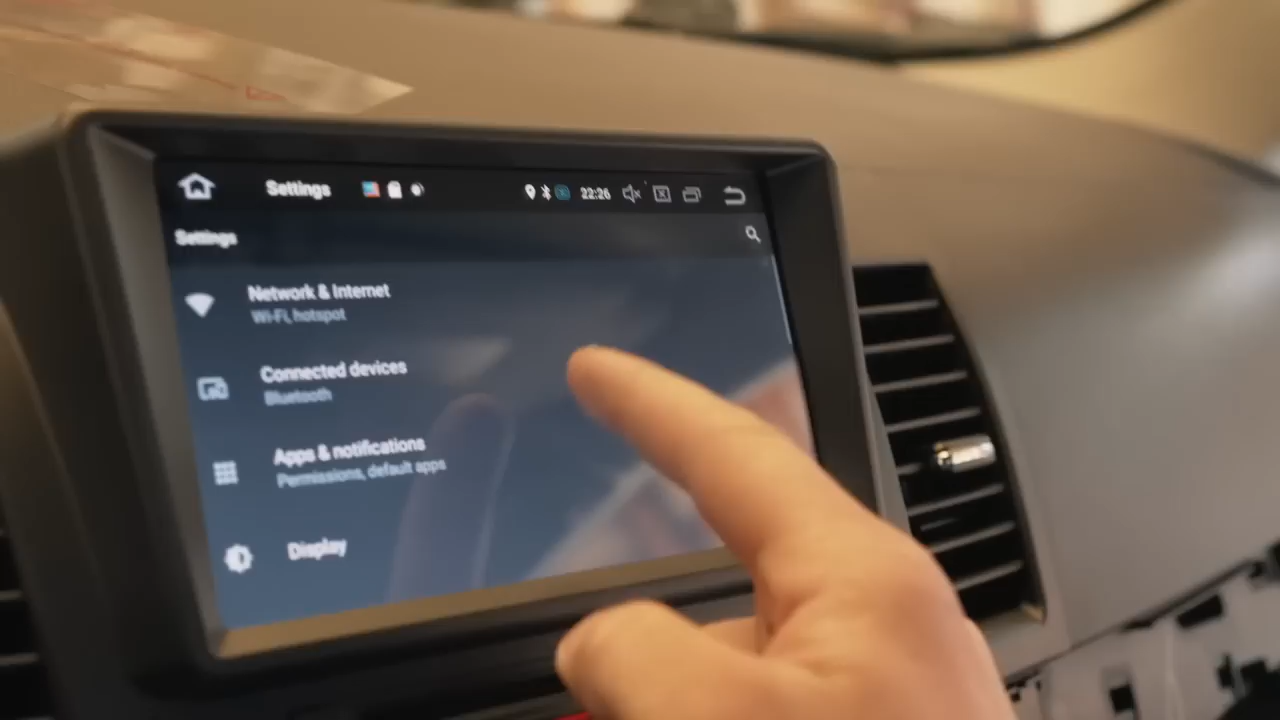 Settings
22:26
Settings
Network & Internet
Wi-Fi, hotspot
Connected devices
Bluetooth
Apps & notifications
Permissions, default apps
Display